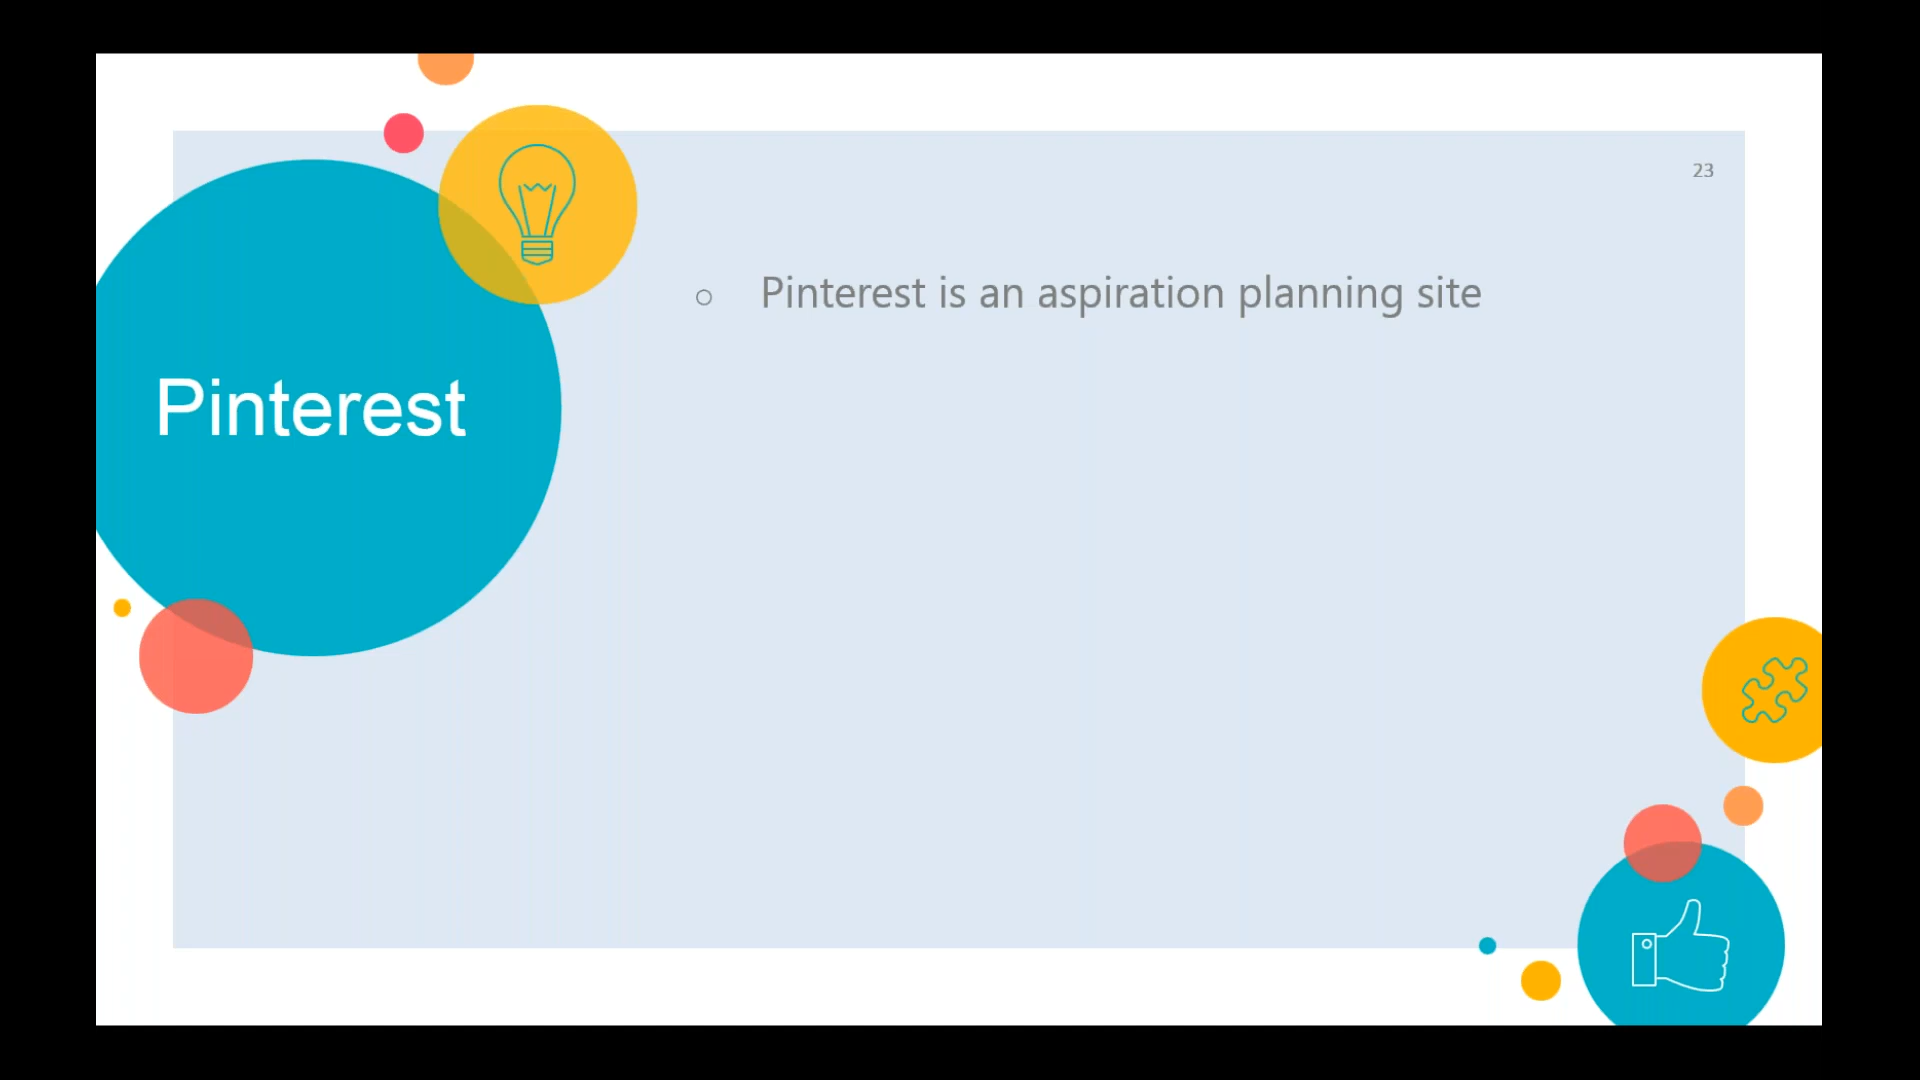 23
Pinterest
○ Pinterest is an aspiration planning site